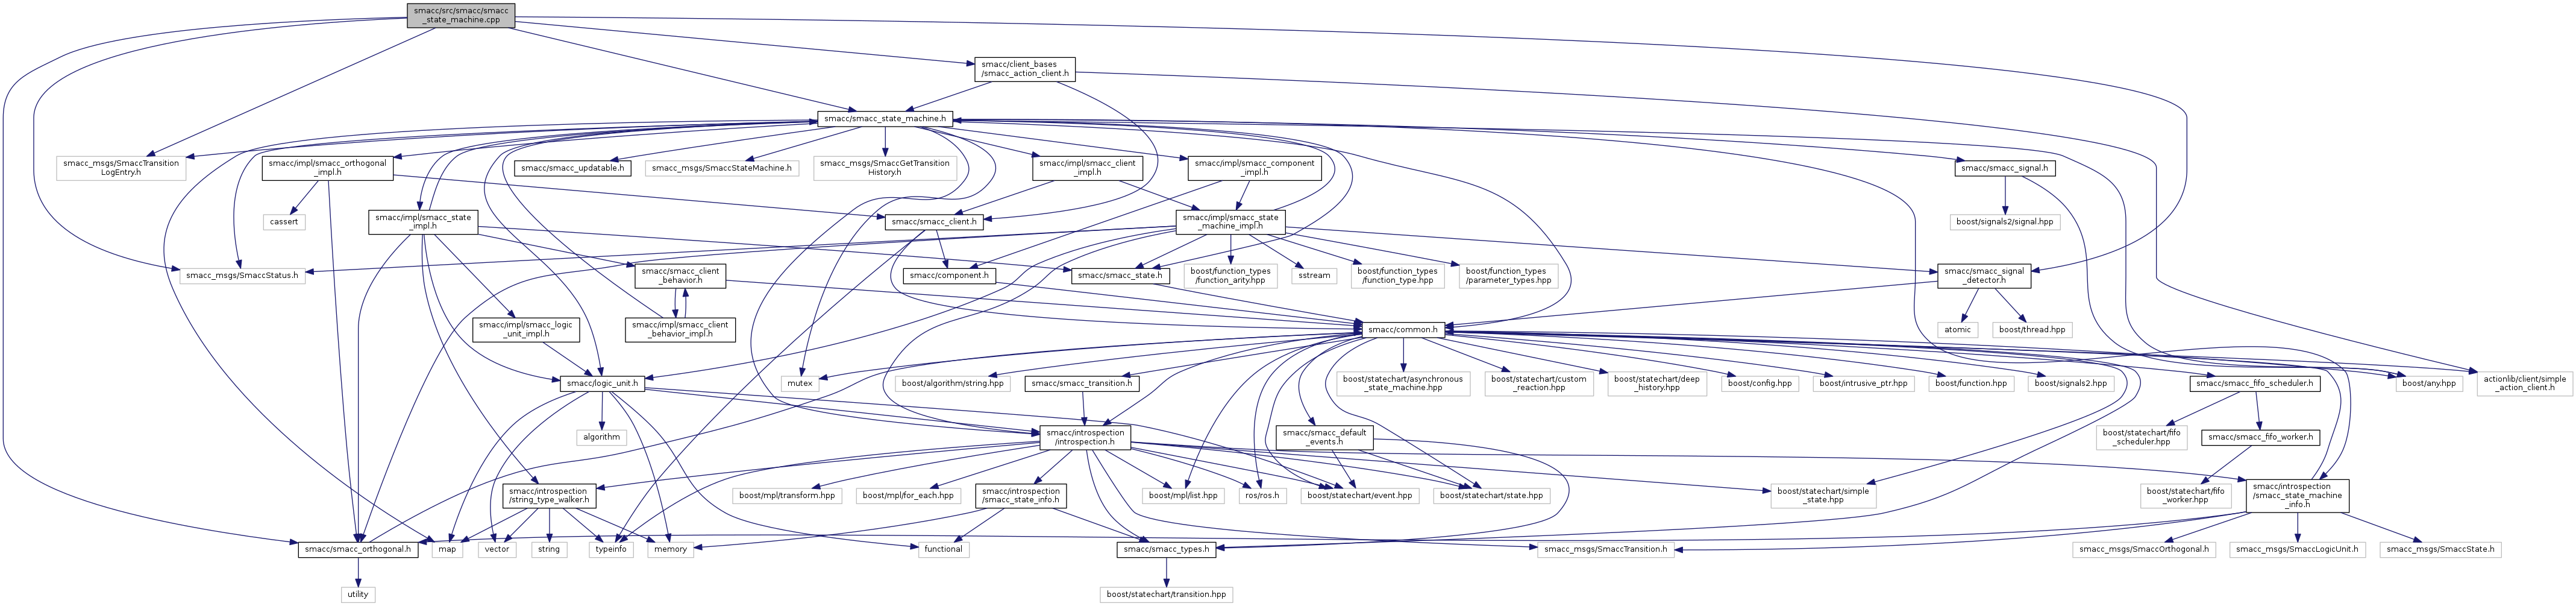 smacc/src/smacc/smacc
_state_machine.cpp
smacc/client_bases
/smacc_action_client.h
smacc/smacc_state_machine.h
smacc_msgs/SmaccTransition
LogEntry.h
smacc/impl/smacc_orthogonal
_impl.h
smacc/smacc_updatable.h
smacc_msgs/SmaccStateMachine.h
smacc_msgs/SmaccGetTransition
History.h
smacc/impl/smacc_client
_impl.h
smacc/impl/smacc_component
_impl.h
smacc/smacc_signal.h
cassert
smacc/impl/smacc_state
_impl.h
smacc/smacc_client.h
smacc/impl/smacc_state
_machine_impl.h
boost/signals2/signal.hpp
smacc_msgs/SmaccStatus.h
smacc/smacc_client
_behavior.h
smacc/component.h
smacc/smacc_state.h
boost/function_types
/function_arity.hpp
sstream
boost/function_types
/function_type.hpp
boost/function_types
/parameter_types.hpp
smacc/smacc_signal
_detector.h
smacc/impl/smacc_logic
_unit_impl.h
smacc/impl/smacc_client
_behavior_impl.h
smacc/common.h
atomic
boost/thread.hpp
smacc/logic_unit.h
mutex
boost/algorithm/string.hpp
smacc/smacc_transition.h
boost/statechart/asynchronous
_state_machine.hpp
boost/statechart/custom
_reaction.hpp
boost/statechart/deep
_history.hpp
boost/config.hpp
boost/intrusive_ptr.hpp
boost/function.hpp
boost/signals2.hpp
smacc/smacc_fifo_scheduler.h
boost/any.hpp
actionlib/client/simple
_action_client.h
algorithm
smacc/introspection
/introspection.h
smacc/smacc_default
_events.h
boost/statechart/fifo
_scheduler.hpp
smacc/smacc_fifo_worker.h
smacc/introspection
/string_type_walker.h
boost/mpl/transform.hpp
boost/mpl/for_each.hpp
smacc/introspection
/smacc_state_info.h
boost/mpl/list.hpp
ros/ros.h
boost/statechart/event.hpp
boost/statechart/state.hpp
boost/statechart/simple
_state.hpp
boost/statechart/fifo
_worker.hpp
smacc/introspection
/smacc_state_machine
_info.h
smacc/smacc_orthogonal.h
map
vector
string
typeinfo
memory
functional
smacc/smacc_types.h
smacc_msgs/SmaccTransition.h
smacc_msgs/SmaccOrthogonal.h
smacc_msgs/SmaccLogicUnit.h
smacc_msgs/SmaccState.h
utility
boost/statechart/transition.hpp